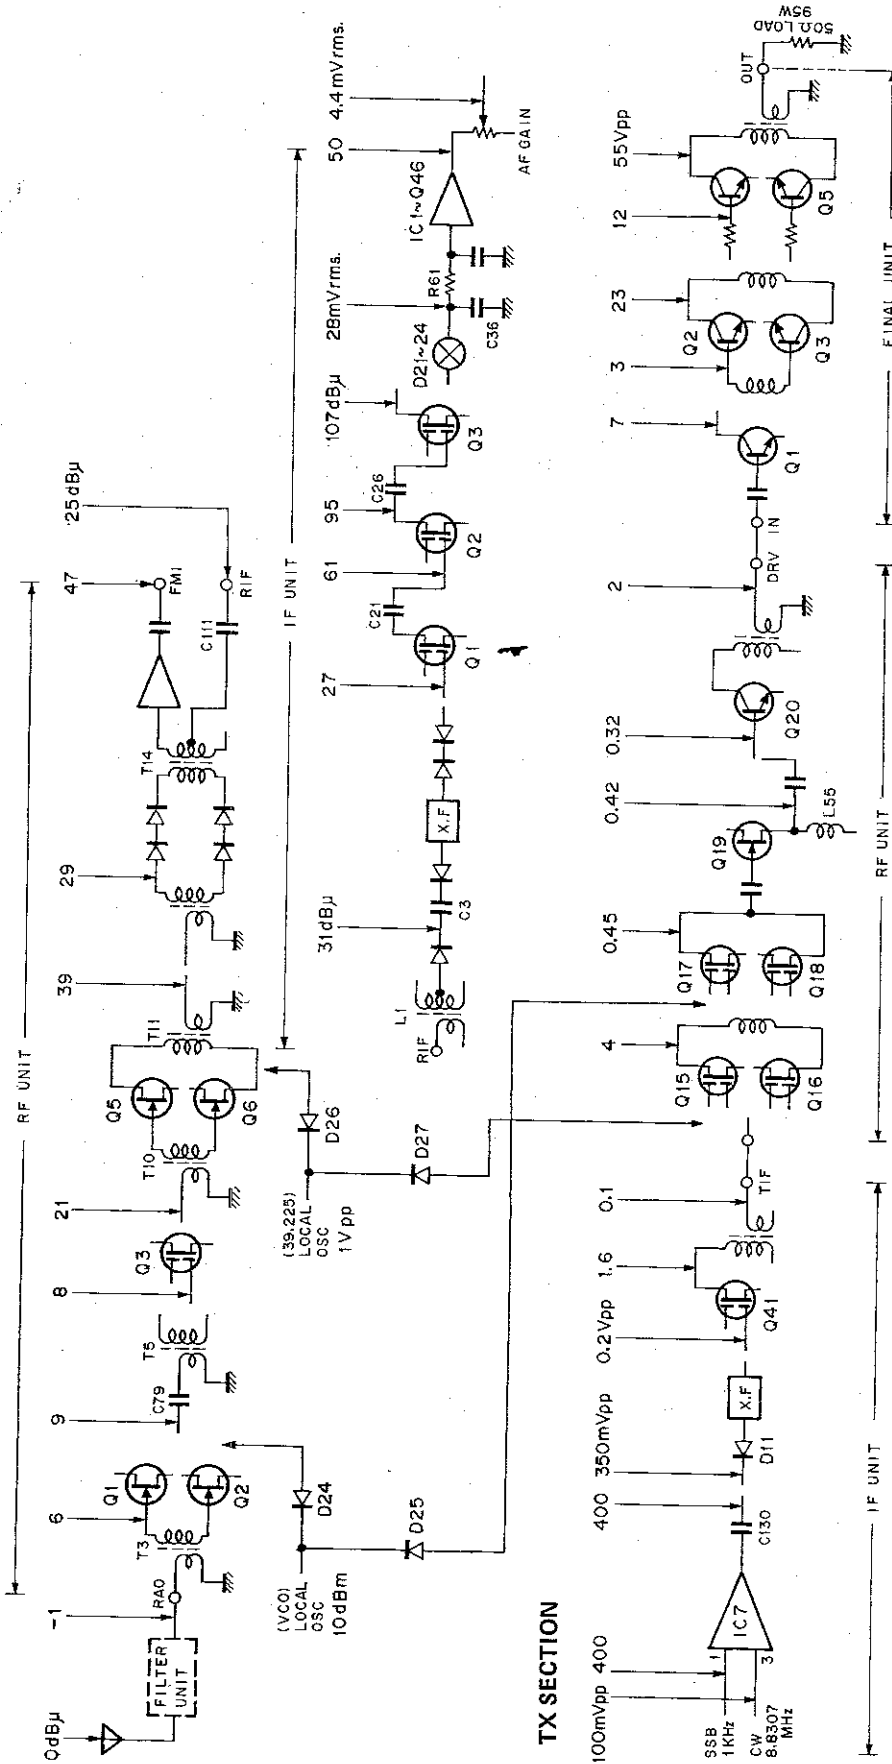 RF UNIT
0dBμ
-1
6
9
8
21
39
29
47
25dBμ
FILTER
UNIT
RAO
T3
Q1
Q2
C79
T5
Q3
T10
Q5
Q6
T11
T14
FM1
C111
RIF
(VCO)
LOCAL
OSC
10dBm
D24
D25
(39.225)
LOCAL
OSC
1Vpp
D26
D27
IF UNIT
31dBμ
27
61
95
107dBμ
28mVrms.
50
4.4mVrms.
RIF
L1
C3
X.F
Q1
C21
Q2
C26
Q3
D21~24
C36
R61
IC1~Q46
AF GAIN
TX SECTION
100mVpp
400
400
350mVpp
0.2Vpp
1.6
0.1
4
0.45
0.42
0.32
2
7
3
23
12
55Vpp
SSB
1KHz
CW
8.8307
MHz
1
3
IC7
C130
D11
X.F
Q41
TIF
Q15
Q16
Q17
Q18
Q19
L55
Q20
DRV IN
Q1
Q2
Q3
Q5
OUT
50Ω LOAD
95W
IF UNIT
RF UNIT
FINAL UNIT